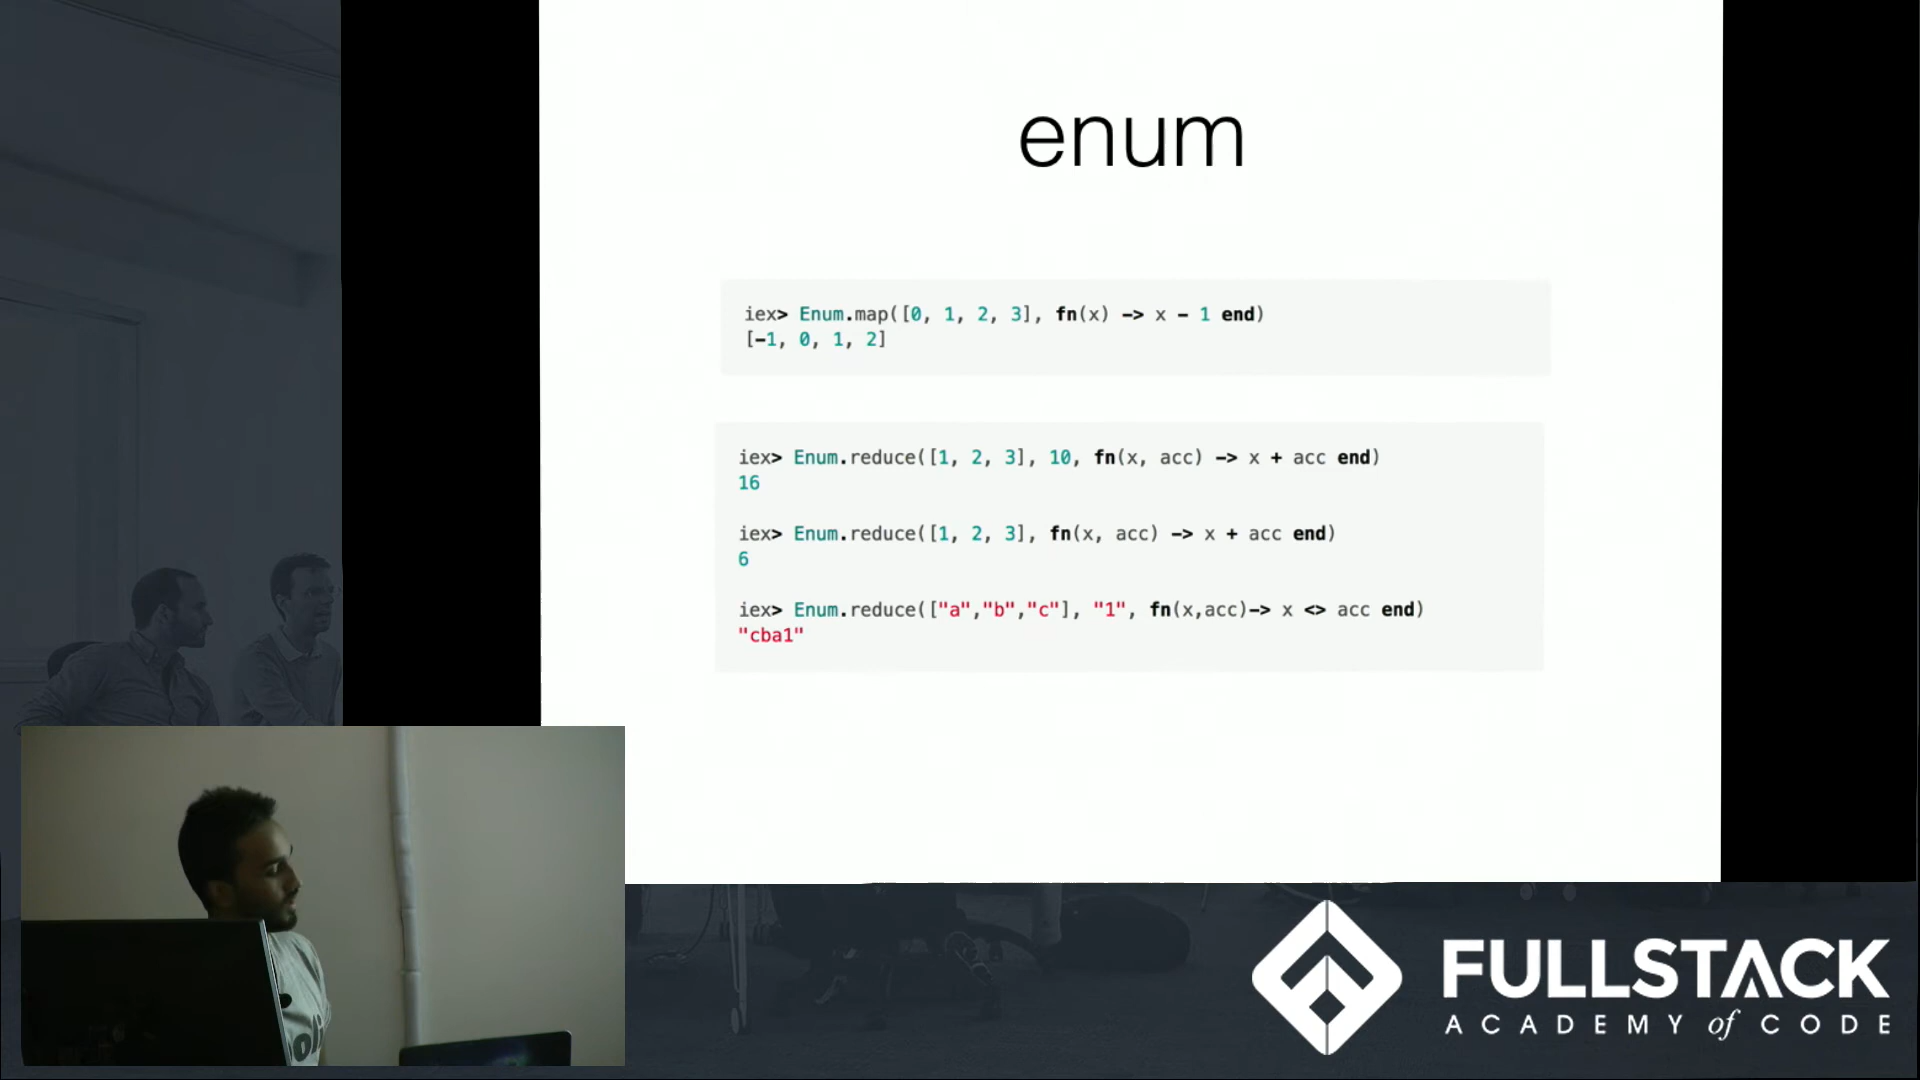 enum
iex> Enum.map([0, 1, 2, 3], fn(x) -> x - 1 end)
[-1, 0, 1, 2]
iex> Enum.reduce([1, 2, 3], 10, fn(x, acc) -> x + acc end)
16
iex> Enum.reduce([1, 2, 3], fn(x, acc) -> x + acc end)
6
iex> Enum.reduce(["a","b","c"], "1", fn(x,acc)-> x <> acc end)
"cba1"
FULLSTACK
ACADEMY of CODE